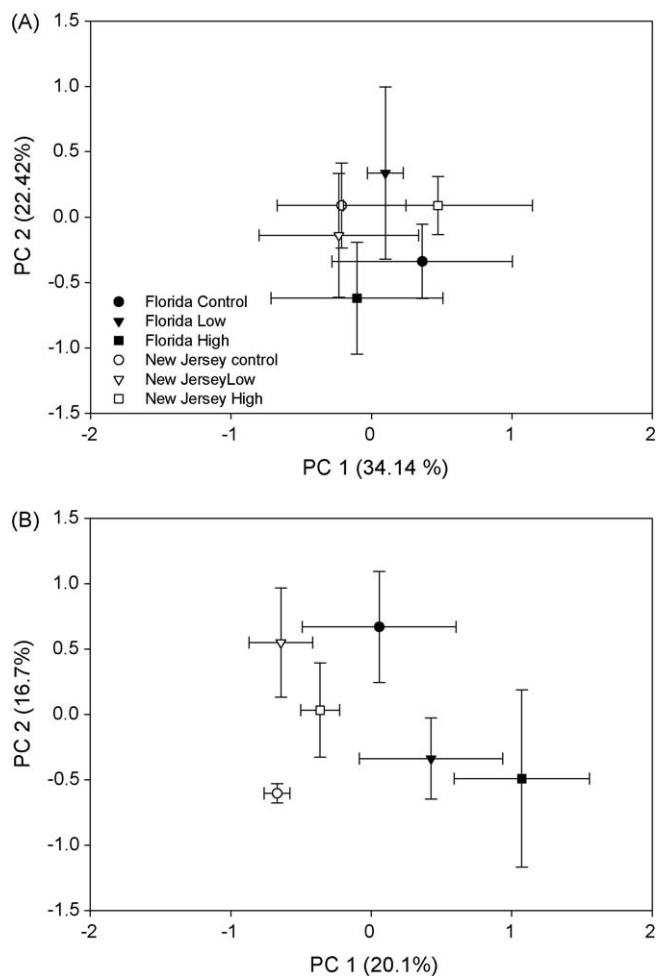 (A)
1.5
1.0
0.5
0.0
-0.5
-1.0
-1.5
PC 2 (22.42%)
Florida Control
Florida Low
Florida High
New Jersey control
New JerseyLow
New Jersey High
-2 -1 0 1 2
PC 1 (34.14 %)
(B)
1.5
1.0
0.5
0.0
-0.5
-1.0
-1.5
PC 2 (16.7%)
-2 -1 0 1 2
PC 1 (20.1%)